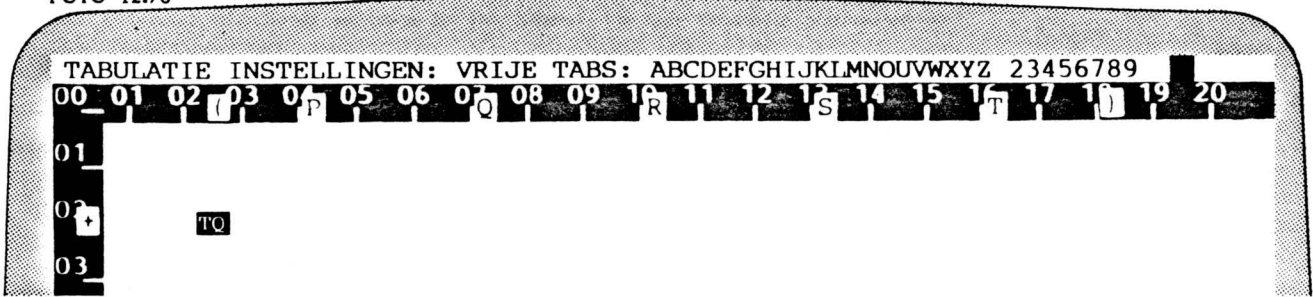 TABULATIE INSTELLINGEN: VRIJE TABS: ABCDEFGHIJKLMNOUVWXYZ 23456789
00 01 02 ( 03 04 P 05 06 07 Q 08 09 10 R 11 12 13 S 14 15 16 T 17 18 ) 19 20
01
02 + TQ
03